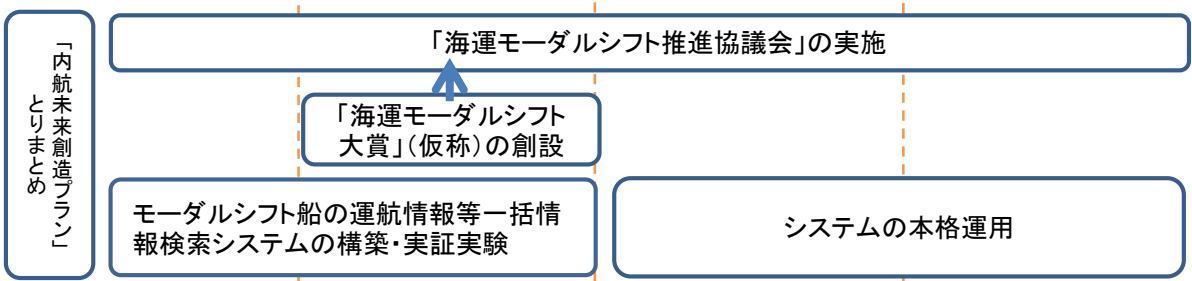 「内航未来創造プラン」
とりまとめ
「海運モーダルシフト推進協議会」の実施
「海運モーダルシフト
大賞」(仮称)の創設
モーダルシフト船の運航情報等一括情
報検索システムの構築・実証実験
システムの本格運用